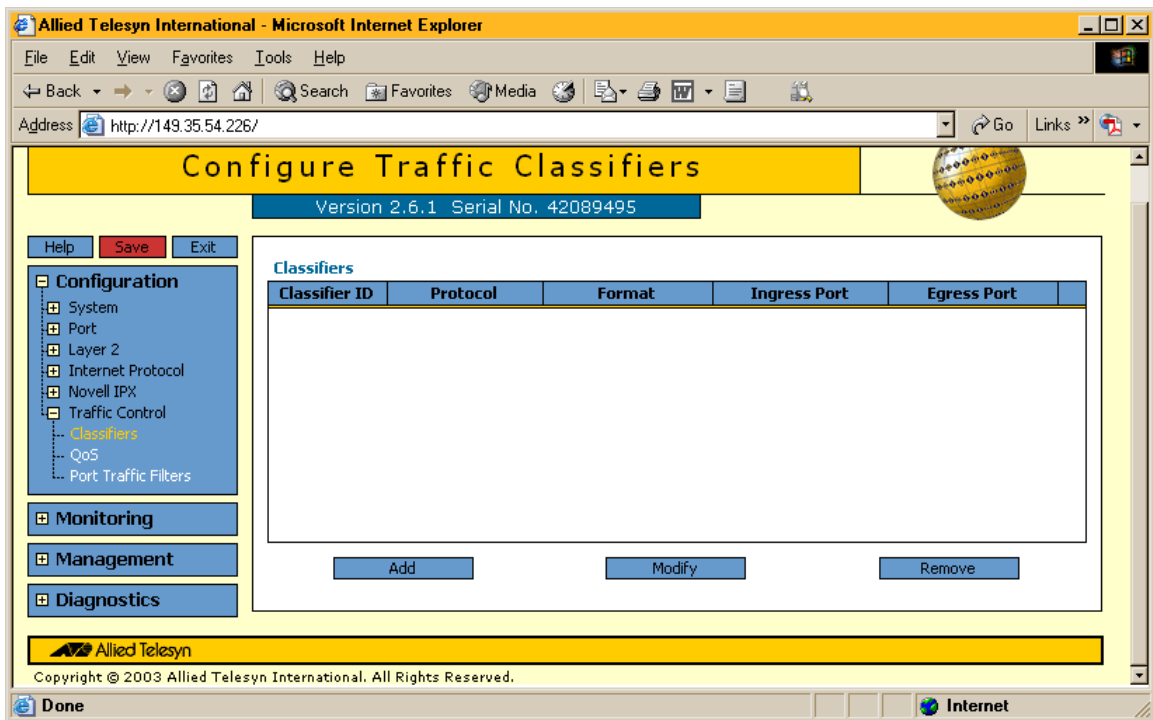 Allied Telesyn International - Microsoft Internet Explorer
File Edit View Favorites Tools Help
Back Search Favorites Media
Address http://149.35.54.226/ Go Links »
Configure Traffic Classifiers
Version 2.6.1 Serial No. 42089495
Help Save Exit
Configuration
System
Port
Layer 2
Internet Protocol
Novell IPX
Traffic Control
Classifiers
QoS
Port Traffic Filters
Monitoring
Management
Diagnostics
Classifiers
Classifier ID Protocol Format Ingress Port Egress Port
Add Modify Remove
Allied Telesyn
Copyright © 2003 Allied Telesyn International. All Rights Reserved.
Done Internet